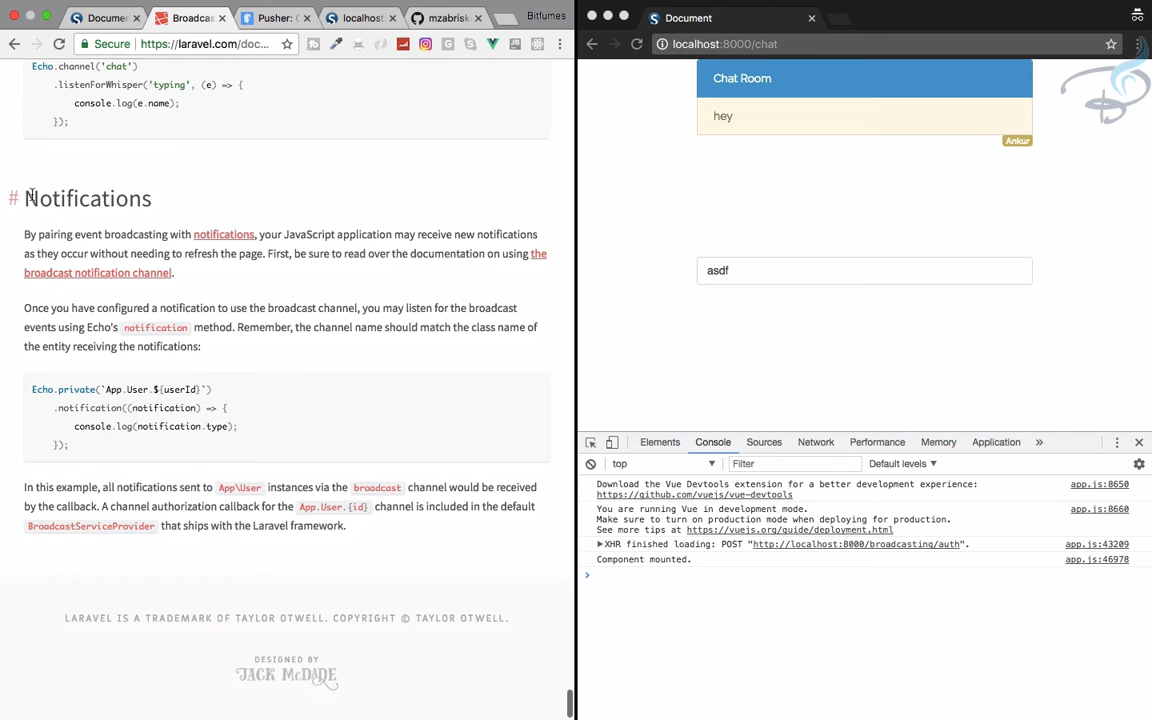 Documen
Broadcas
Pusher: C
localhost
mzabrisk
Bitfumes
Secure
https://laravel.com/doc...
Echo.channel('chat')
.listenForWhisper('typing', (e) => {
console.log(e.name);
});
# Notifications
By pairing event broadcasting with notifications, your JavaScript application may receive new notifications
as they occur without needing to refresh the page. First, be sure to read over the documentation on using the
broadcast notification channel.
Once you have configured a notification to use the broadcast channel, you may listen for the broadcast
events using Echo's notification method. Remember, the channel name should match the class name of
the entity receiving the notifications:
Echo.private(`App.User.${userId}`)
.notification((notification) => {
console.log(notification.type);
});
In this example, all notifications sent to App\User instances via the broadcast channel would be received
by the callback. A channel authorization callback for the App.User.{id} channel is included in the default
BroadcastServiceProvider that ships with the Laravel framework.
LARAVEL IS A TRADEMARK OF TAYLOR OTWELL. COPYRIGHT © TAYLOR OTWELL.
DESIGNED BY
JACK McDADE
Document
localhost:8000/chat
Chat Room
hey
Ankur
asdf
Elements
Console
Sources
Network
Performance
Memory
Application
»
top
Filter
Default levels
Download the Vue Devtools extension for a better development experience:
https://github.com/vuejs/vue-devtools
app.js:8650
You are running Vue in development mode.
Make sure to turn on production mode when deploying for production.
See more tips at https://vuejs.org/guide/deployment.html
app.js:8660
XHR finished loading: POST "http://localhost:8000/broadcasting/auth".
app.js:43209
Component mounted.
app.js:46978